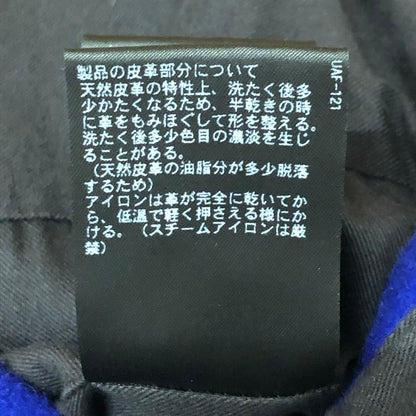 製品の皮革部分について
天然皮革の特性上、洗たく後多
少かたくなるため、半乾きの時
に革をもみほぐして形を整える。
洗たく後多少色目の濃淡を生じ
ることがある。
（天然皮革の油脂分が多少脱落
するため）
アイロンは革が完全に乾いてか
ら、低温で軽く押さえる様にか
ける。（スチームアイロンは厳
禁）
UAF-121